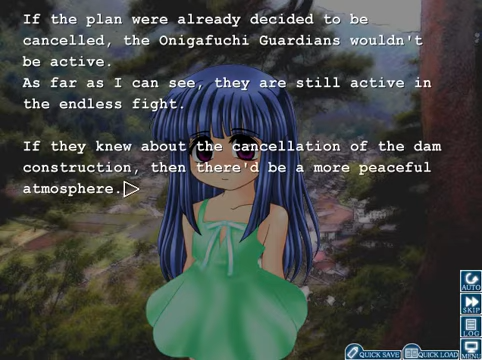 If the plan were already decided to be
cancelled, the Onigafuchi Guardians wouldn't
be active.
As far as I can see, they are still active in
the endless fight.
If they knew about the cancellation of the dam
construction, then there'd be a more peaceful
atmosphere.
AUTO
SKIP
LOG
QUICK SAVE
QUICK LOAD
MENU